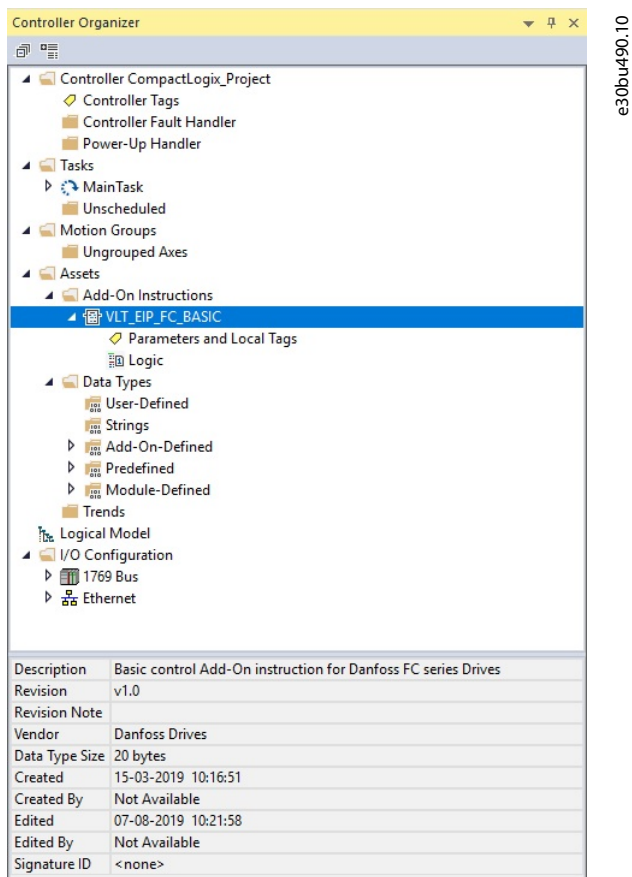 Controller Organizer
Controller CompactLogix_Project
Controller Tags
Controller Fault Handler
Power-Up Handler
Tasks
MainTask
Unscheduled
Motion Groups
Ungrouped Axes
Assets
Add-On Instructions
VLT_EIP_FC_BASIC
Parameters and Local Tags
Logic
Data Types
User-Defined
Strings
Add-On-Defined
Predefined
Module-Defined
Trends
Logical Model
I/O Configuration
1769 Bus
Ethernet
Description Basic control Add-On instruction for Danfoss FC series Drives
Revision v1.0
Revision Note
Vendor Danfoss Drives
Data Type Size 20 bytes
Created 15-03-2019 10:16:51
Created By Not Available
Edited 07-08-2019 10:21:58
Edited By Not Available
Signature ID <none>
e30bu490.10